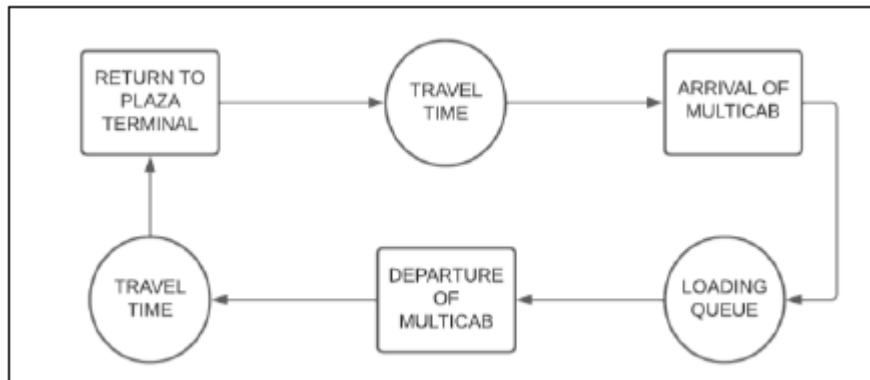 RETURN TO
PLAZA
TERMINAL
TRAVEL
TIME
ARRIVAL OF
MULTICAB
TRAVEL
TIME
DEPARTURE
OF
MULTICAB
LOADING
QUEUE